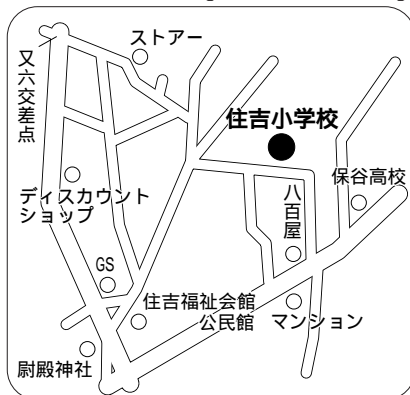 ストアー
又六交差点
住吉小学校
保谷高校
ディスカウント
ショップ
八百屋
GS
住吉福祉会館
公民館
マンション
尉殿神社